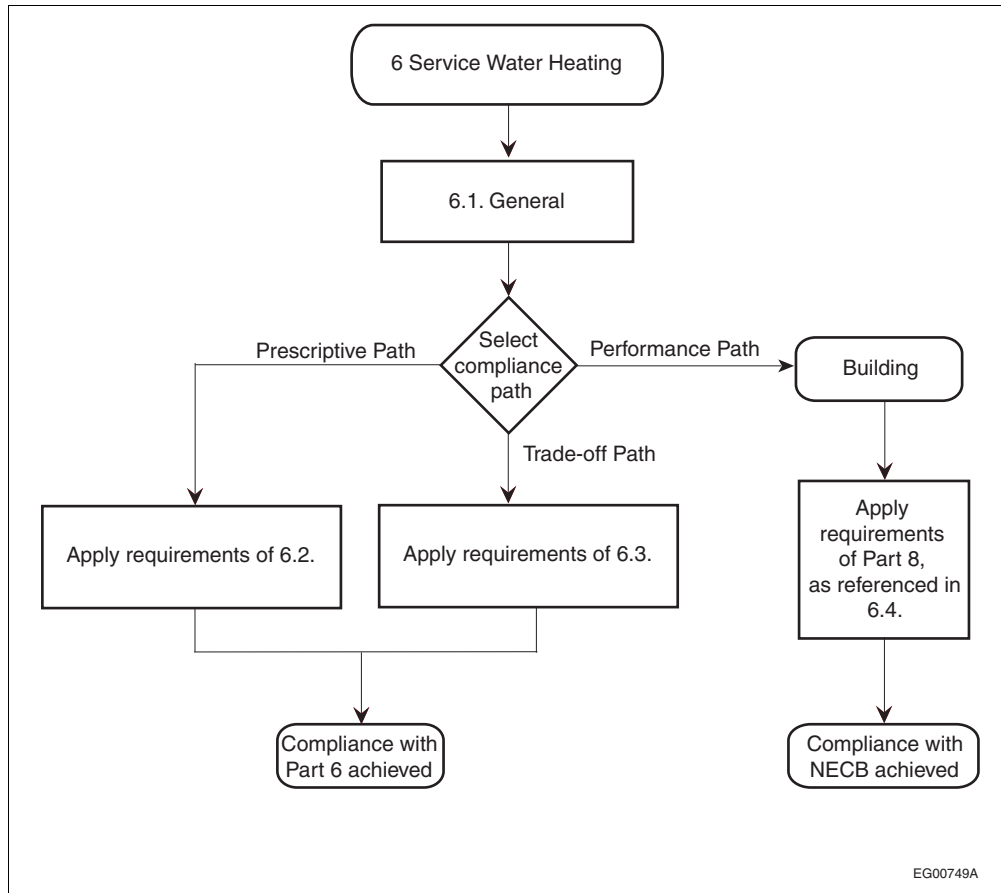 6 Service Water Heating
6.1. General
Select
compliance
path
Prescriptive Path
Performance Path
Trade-off Path
Building
Apply requirements of 6.2.
Apply requirements of 6.3.
Apply
requirements
of Part 8,
as referenced in
6.4.
Compliance with
Part 6 achieved
Compliance with
NECB achieved
EG00749A